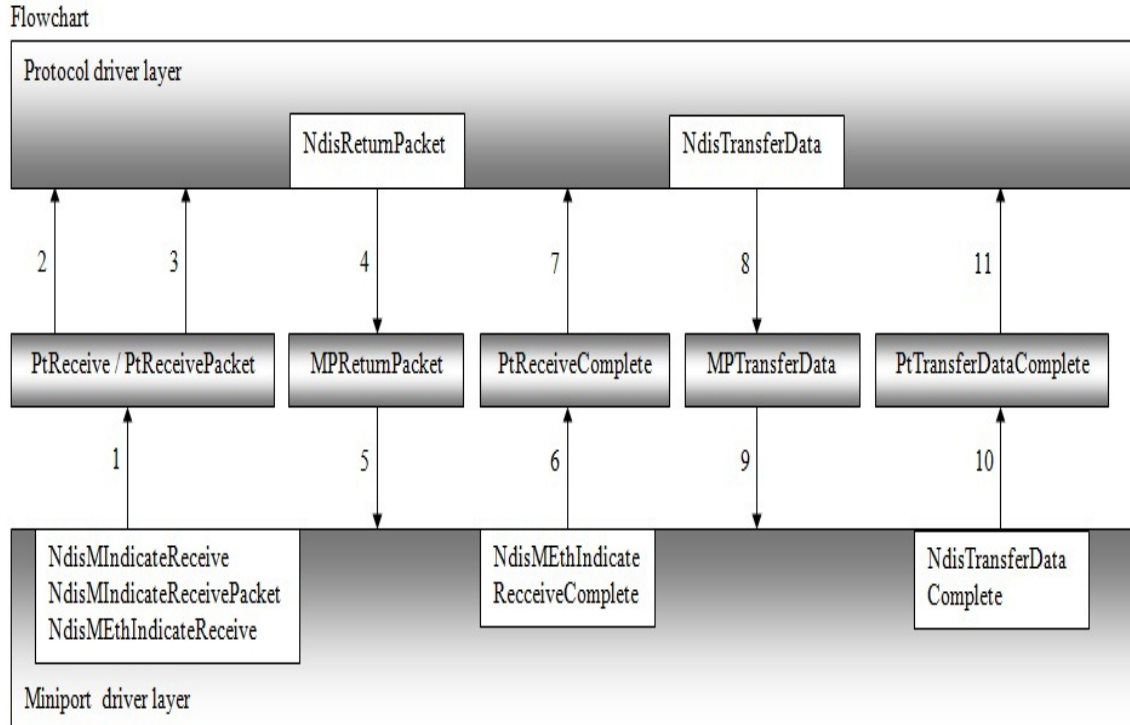 Flowchart
Protocol driver layer
NdisReturnPacket
NdisTransferData
2
3
4
7
8
11
PtReceive / PtReceivePacket
MPReturnPacket
PtReceiveComplete
MPTransferData
PtTransferDataComplete
1
5
6
9
10
NdisMIndicateReceive
NdisMIndicateReceivePacket
NdisMEthIndicateReceive
NdisMEthIndicate
RecceiveComplete
NdisTransferData
Complete
Miniport driver layer